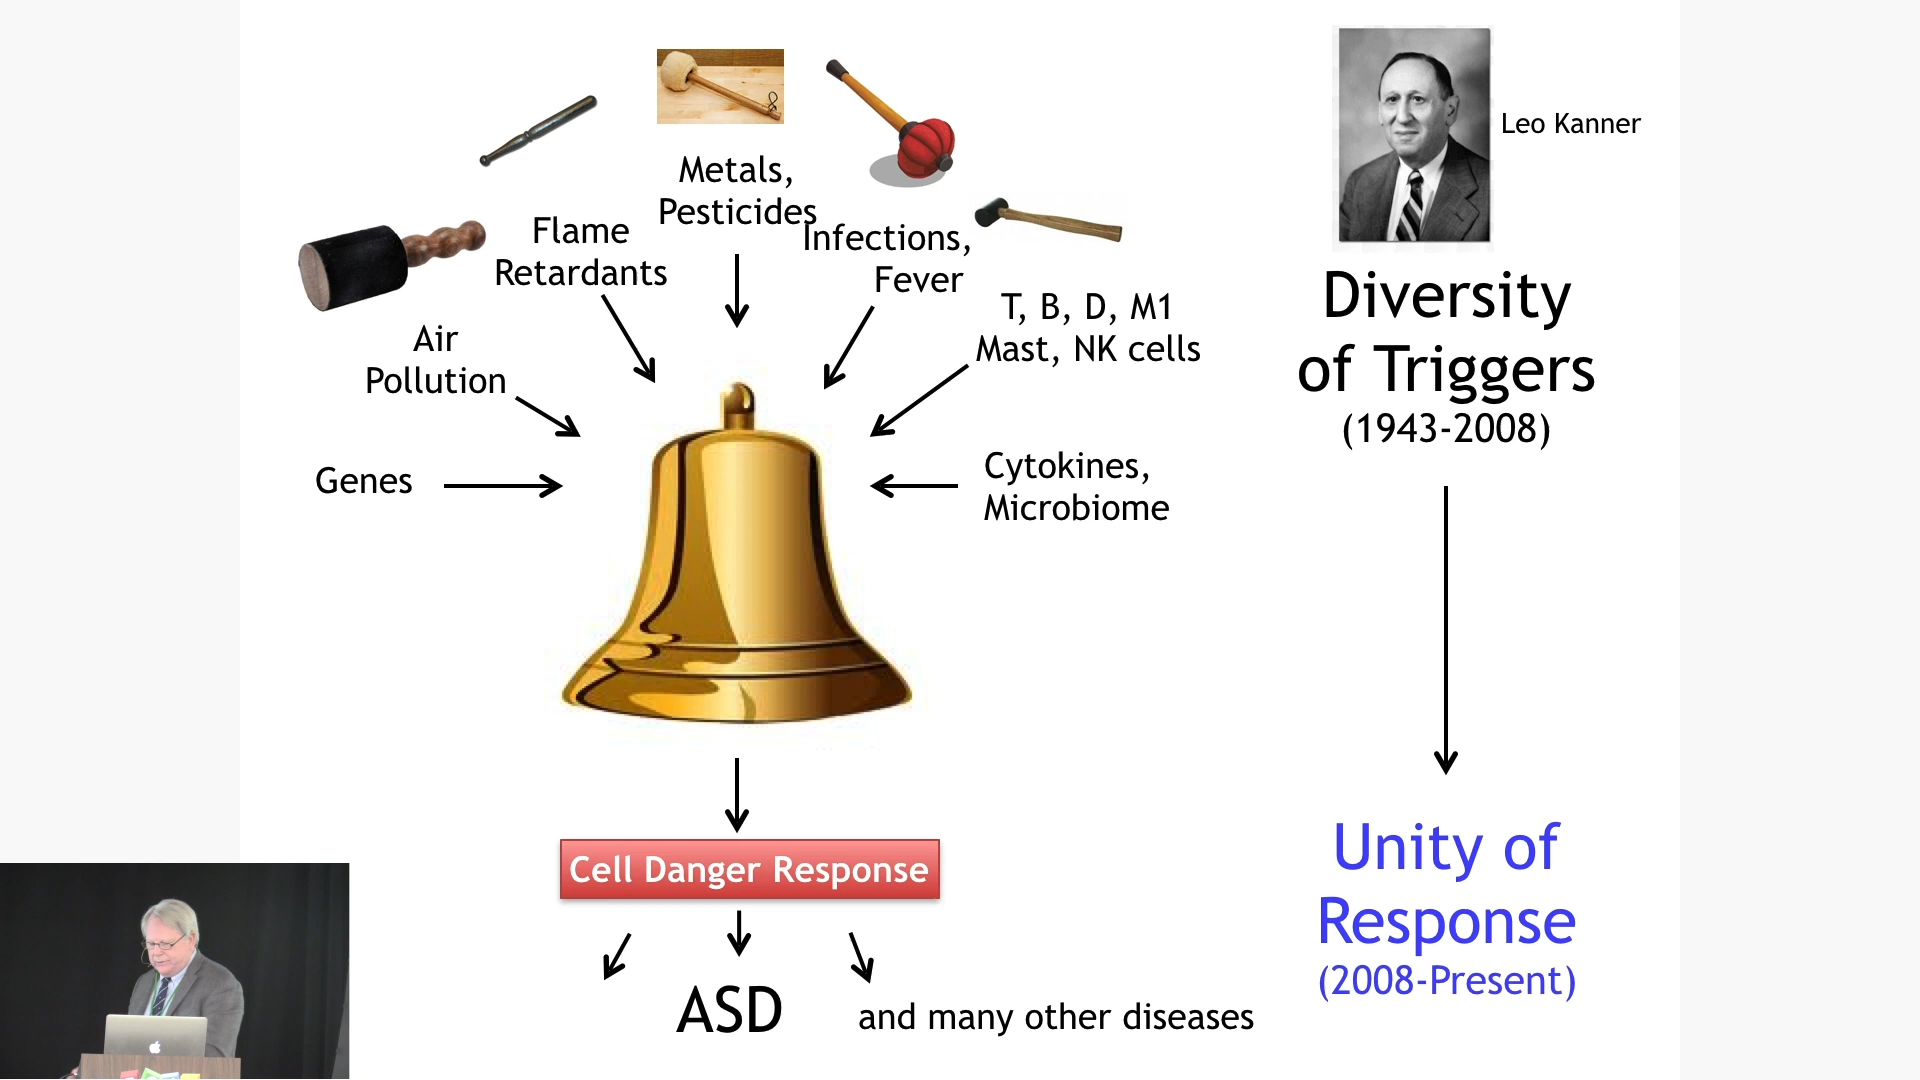 Metals,
Pesticides
Flame
Retardants
Infections,
Fever
Air
Pollution
T, B, D, M1
Mast, NK cells
Genes
Cytokines,
Microbiome
Cell Danger Response
ASD
and many other diseases
Leo Kanner
Diversity
of Triggers
(1943-2008)
Unity of
Response
(2008-Present)